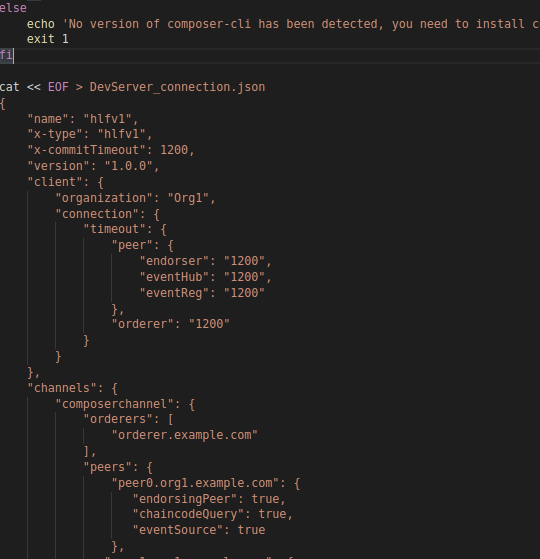 else
    echo 'No version of composer-cli has been detected, you need to install c
    exit 1
fi

cat << EOF > DevServer_connection.json
{
    "name": "hlfv1",
    "x-type": "hlfv1",
    "x-commitTimeout": 1200,
    "version": "1.0.0",
    "client": {
        "organization": "Org1",
        "connection": {
            "timeout": {
                "peer": {
                    "endorser": "1200",
                    "eventHub": "1200",
                    "eventReg": "1200"
                },
                "orderer": "1200"
            }
        }
    },
    "channels": {
        "composerchannel": {
            "orderers": [
                "orderer.example.com"
            ],
            "peers": {
                "peer0.org1.example.com": {
                   "endorsingPeer": true,
                   "chaincodeQuery": true,
                   "eventSource": true
                },